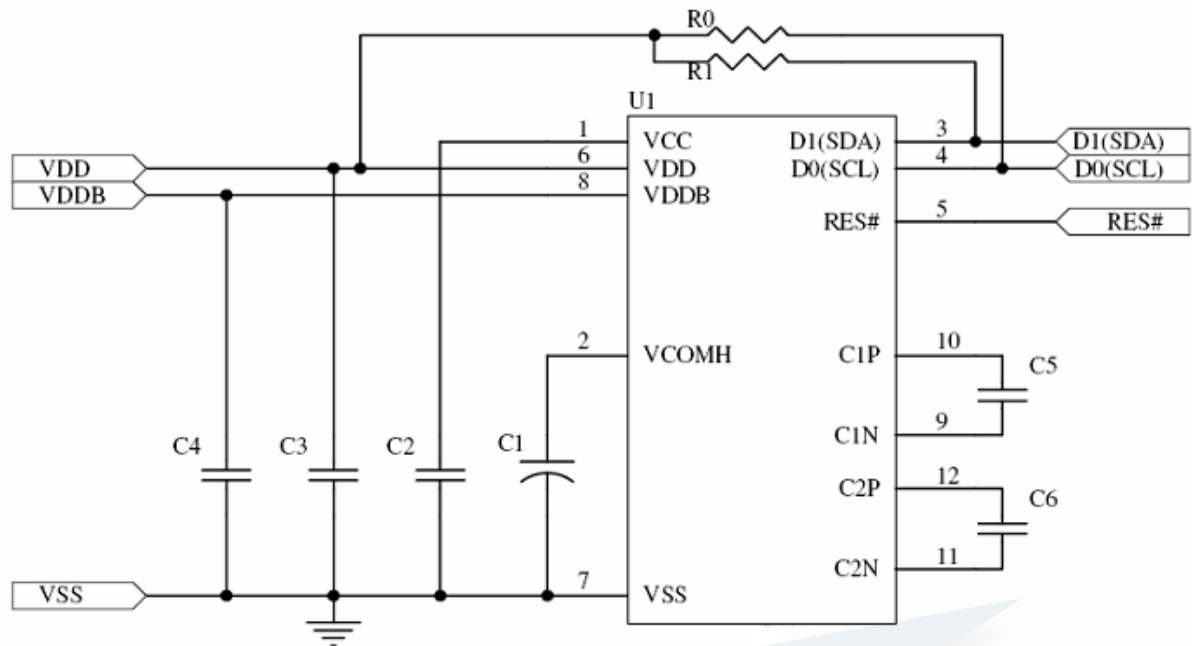 R0
R1
U1
1 VCC D1(SDA) 3 D1(SDA)
VDD 6 VDD D0(SCL) 4 D0(SCL)
VDDB 8 VDDB
RES# 5 RES#
2 VCOMH C1P 10
C5
C4 C3 C2 C1 C1N 9
C2P 12
C6
C2N 11
VSS 7 VSS